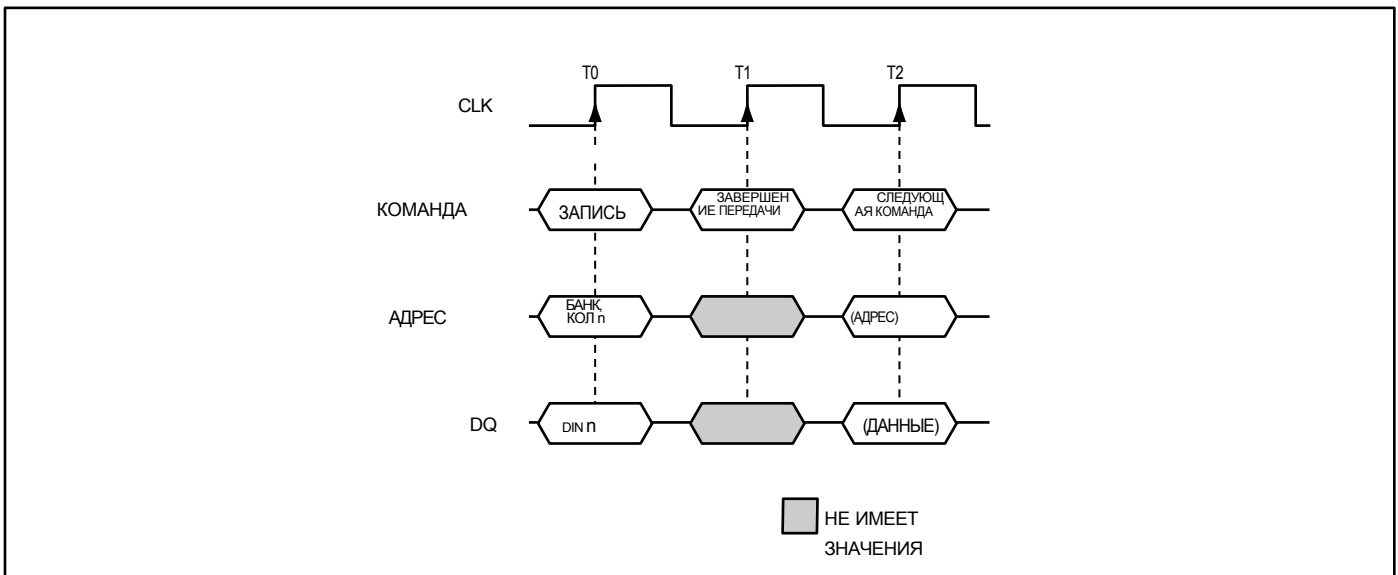 T0 T1 T2
CLK
КОМАНДА
ЗАПИСЬ
ЗАВЕРШЕН
ИЕ ПЕРЕДАЧИ
СЛЕДУЮЩ
АЯ КОМАНДА
АДРЕС
БАНК,
КОЛ n
(АДРЕС)
DQ
DIN n
(ДАННЫЕ)
НЕ ИМЕЕТ
ЗНАЧЕНИЯ